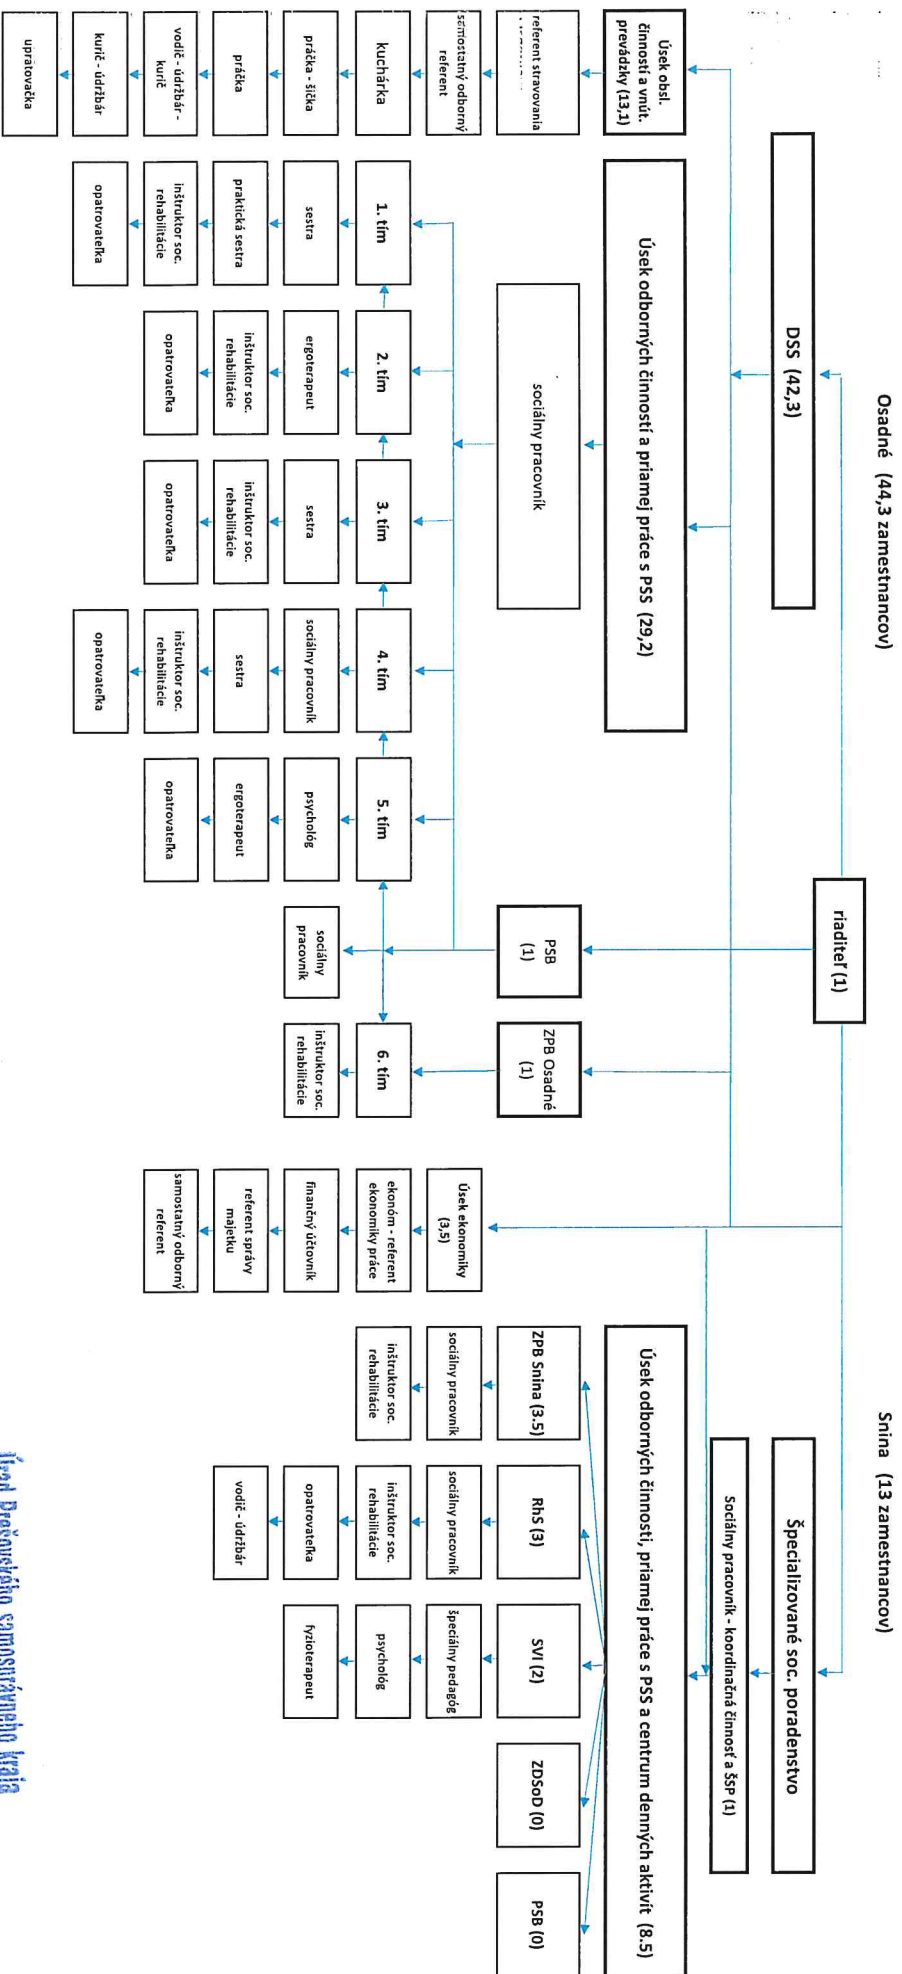 Osadné (44,3 zamestnancov)
Snina (13 zamestnancov)
riaditeľ (1)
DSS (42,3)
Špecializované soc. poradenstvo
Sociálny pracovník - koordinačná činnosť a ŠSP (1)
Úsek obsl.
činností a vnút.
prevádzky (13,1)
Úsek odborných činností a priamej práce s PSS (29,2)
Úsek odborných činnosti, priamej práce s PSS a centrum denných aktivít (8.5)
referent stravovania
sociálny pracovník
PSB
(1)
ZPB Osadné
(1)
ZPB Snina (3.5)
RhS (3)
SVI (2)
ZDSoD (0)
PSB (0)
samostatný odborný
referent
Úsek ekonomiky
(3,5)
sociálny pracovník
sociálny pracovník
špeciálny pedagóg
kuchárka
1. tím
2. tím
3. tím
4. tím
5. tím
6. tím
ekonóm - referent
ekonomiky práce
inštruktor soc.
rehabilitácie
inštruktor soc.
rehabilitácie
psychológ
práčka - šička
sestra
ergoterapeut
sestra
sociálny pracovník
psychológ
sociálny
pracovník
inštruktor soc.
rehabilitácie
finančný účtovník
opatrovateľka
fyzioterapeut
práčka
praktická sestra
inštruktor soc.
rehabilitácie
inštruktor soc.
rehabilitácie
sestra
ergoterapeut
referent správy
majetku
vodič - údržbár
vodič - údržbár -
kurič
inštruktor soc.
rehabilitácie
opatrovateľka
opatrovateľka
inštruktor soc.
rehabilitácie
opatrovateľka
samostatný odborný
referent
kurič - údržbár
opatrovateľka
opatrovateľka
upratovačka
Úrad Prešovského samosprávneho kraja